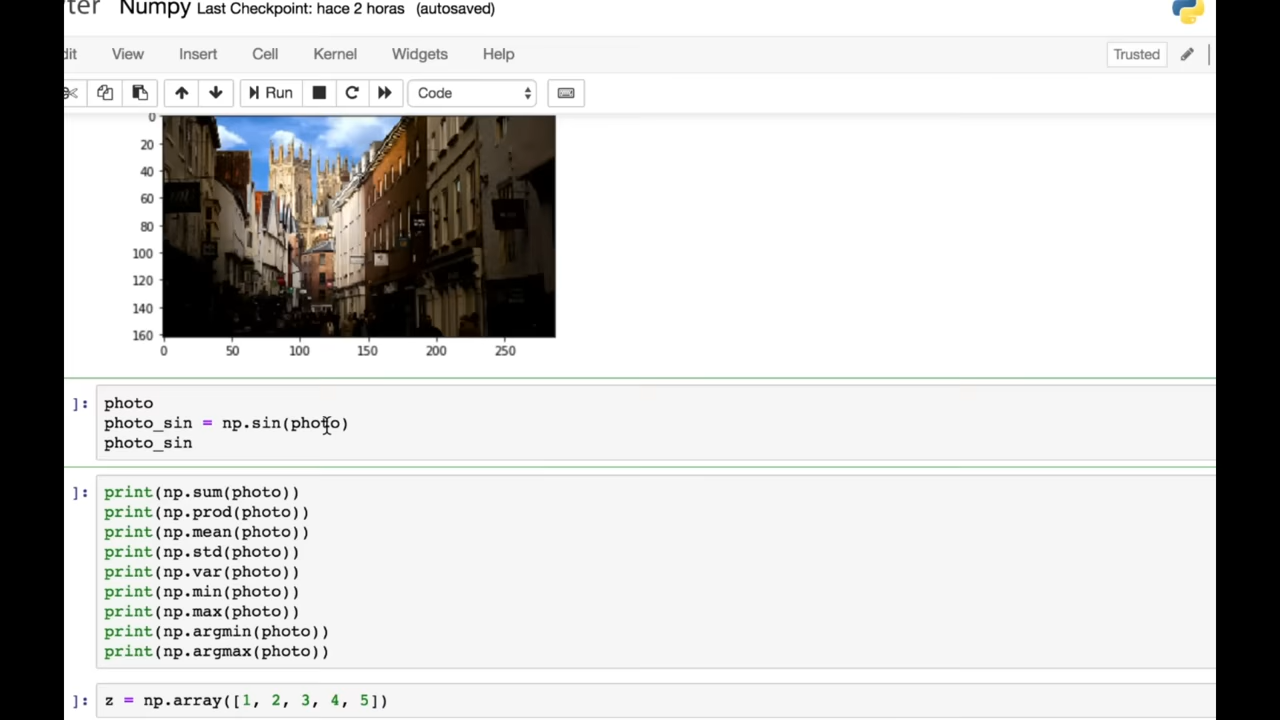 ter Numpy Last Checkpoint: hace 2 horas (autosaved)
dit View Insert Cell Kernel Widgets Help Trusted
Run Code
0
20
40
60
80
100
120
140
160
0 50 100 150 200 250
]: photo
photo_sin = np.sin(photo)
photo_sin
]: print(np.sum(photo))
print(np.prod(photo))
print(np.mean(photo))
print(np.std(photo))
print(np.var(photo))
print(np.min(photo))
print(np.max(photo))
print(np.argmin(photo))
print(np.argmax(photo))
]: z = np.array([1, 2, 3, 4, 5])